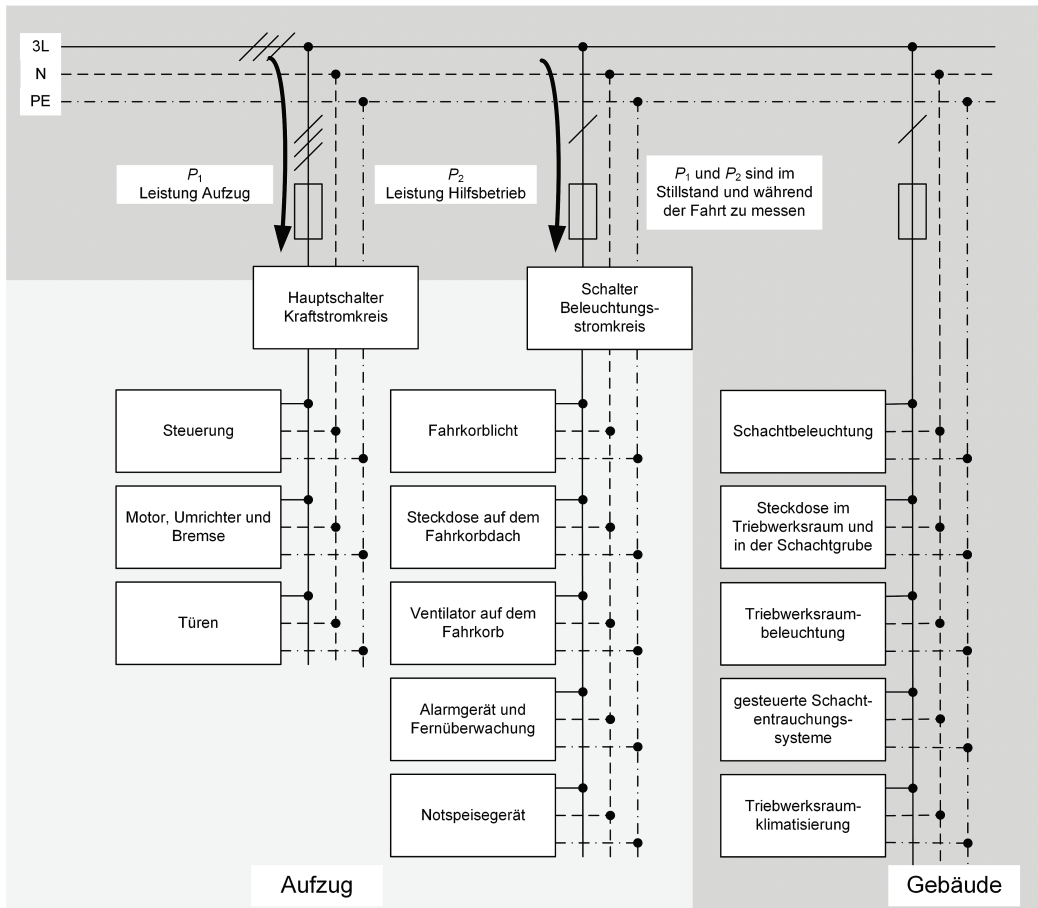 3L
N
PE
P1
Leistung Aufzug
P2
Leistung Hilfsbetrieb
P1 und P2 sind im
Stillstand und während
der Fahrt zu messen
Hauptschalter
Kraftstromkreis
Schalter
Beleuchtungs-
stromkreis
Steuerung
Motor, Umrichter und
Bremse
Türen
Fahrkorblicht
Steckdose auf dem
Fahrkorbdach
Ventilator auf dem
Fahrkorb
Alarmgerät und
Fernüberwachung
Notspeisegerät
Schachtbeleuchtung
Steckdose im
Triebwerksraum und
in der Schachtgrube
Triebwerksraum-
beleuchtung
gesteuerte Schacht-
entrauchungs-
systeme
Triebwerksraum-
klimatisierung
Aufzug
Gebäude